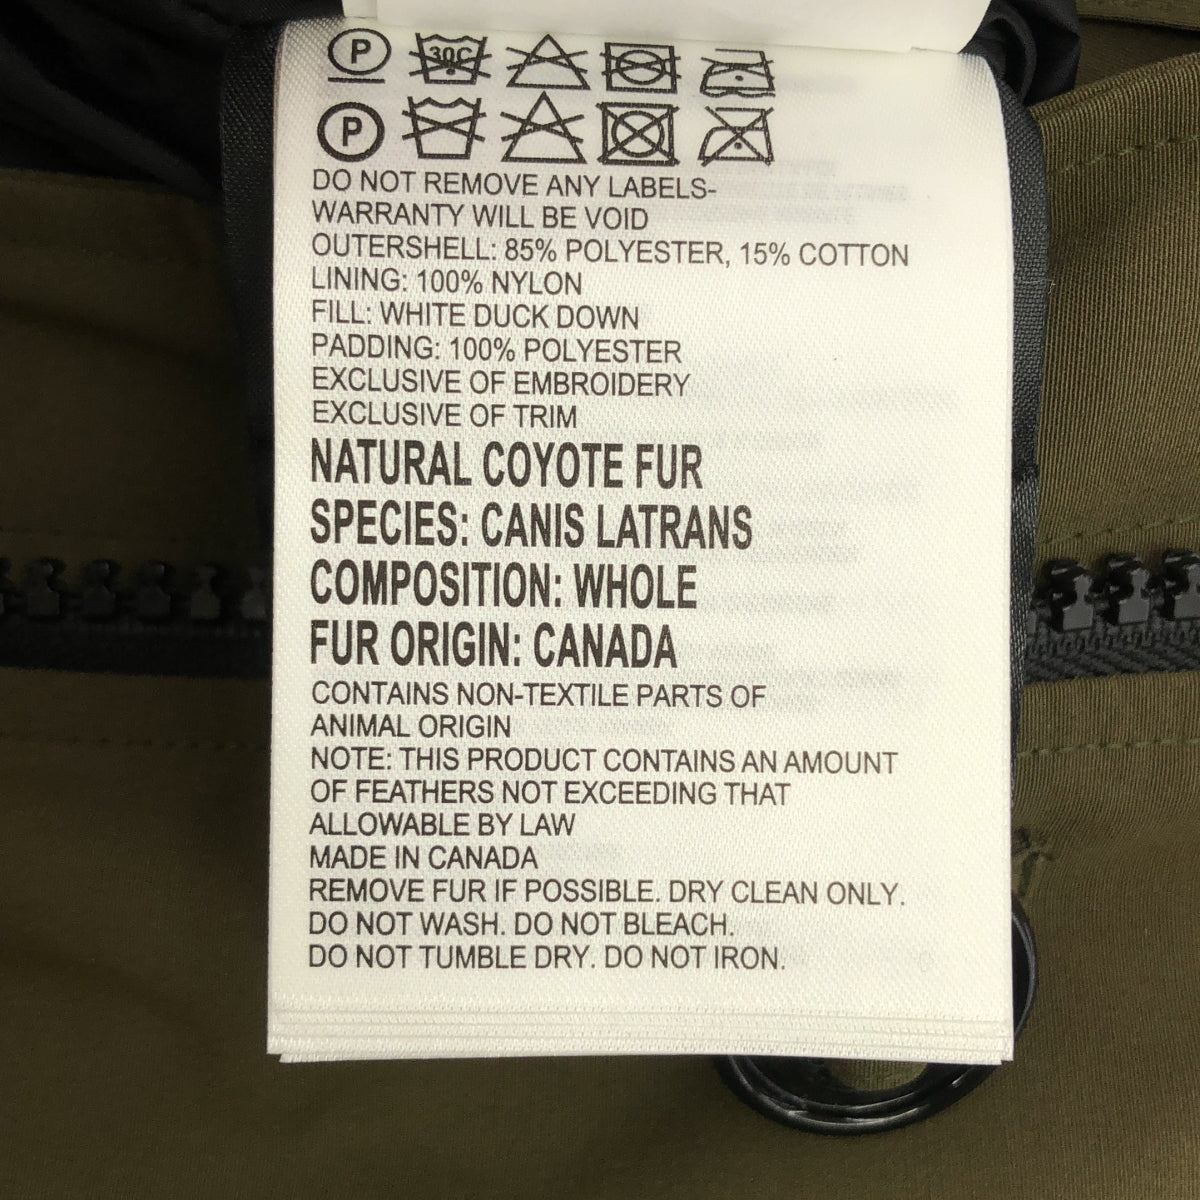 P 30C
P
DO NOT REMOVE ANY LABELS-
WARRANTY WILL BE VOID
OUTERSHELL: 85% POLYESTER, 15% COTTON
LINING: 100% NYLON
FILL: WHITE DUCK DOWN
PADDING: 100% POLYESTER
EXCLUSIVE OF EMBROIDERY
EXCLUSIVE OF TRIM
NATURAL COYOTE FUR
SPECIES: CANIS LATRANS
COMPOSITION: WHOLE
FUR ORIGIN: CANADA
CONTAINS NON-TEXTILE PARTS OF
ANIMAL ORIGIN
NOTE: THIS PRODUCT CONTAINS AN AMOUNT
OF FEATHERS NOT EXCEEDING THAT
ALLOWABLE BY LAW
MADE IN CANADA
REMOVE FUR IF POSSIBLE. DRY CLEAN ONLY.
DO NOT WASH. DO NOT BLEACH.
DO NOT TUMBLE DRY. DO NOT IRON.